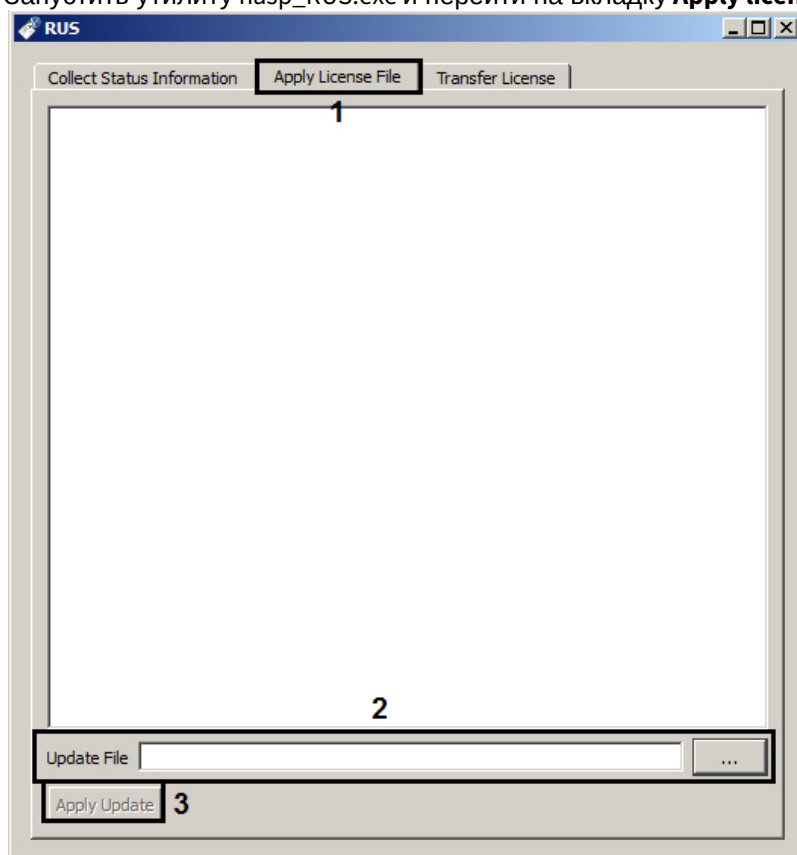 Запустить утилиту hasp_RUS.exe и перейти на вкладку Apply licen
RUS
Collect Status Information Apply License File Transfer License
1
2
Update File ...
Apply Update 3